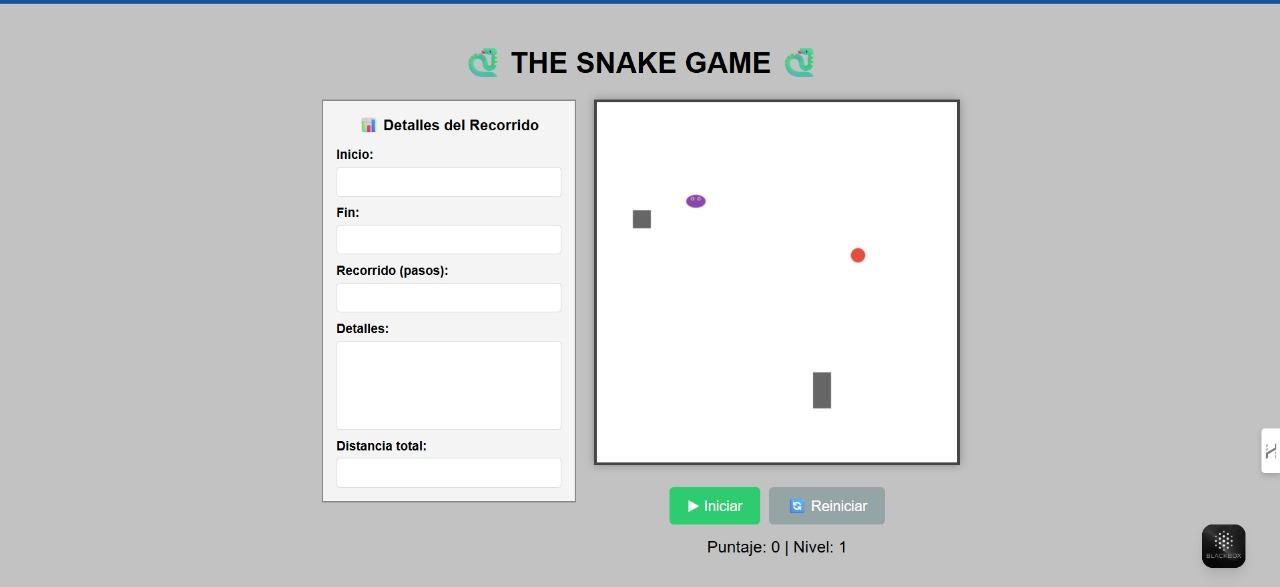 THE SNAKE GAME
Detalles del Recorrido
Inicio:
Fin:
Recorrido (pasos):
Detalles:
Distancia total:
Iniciar
Reiniciar
Puntaje: 0 | Nivel: 1
BLACKBOX